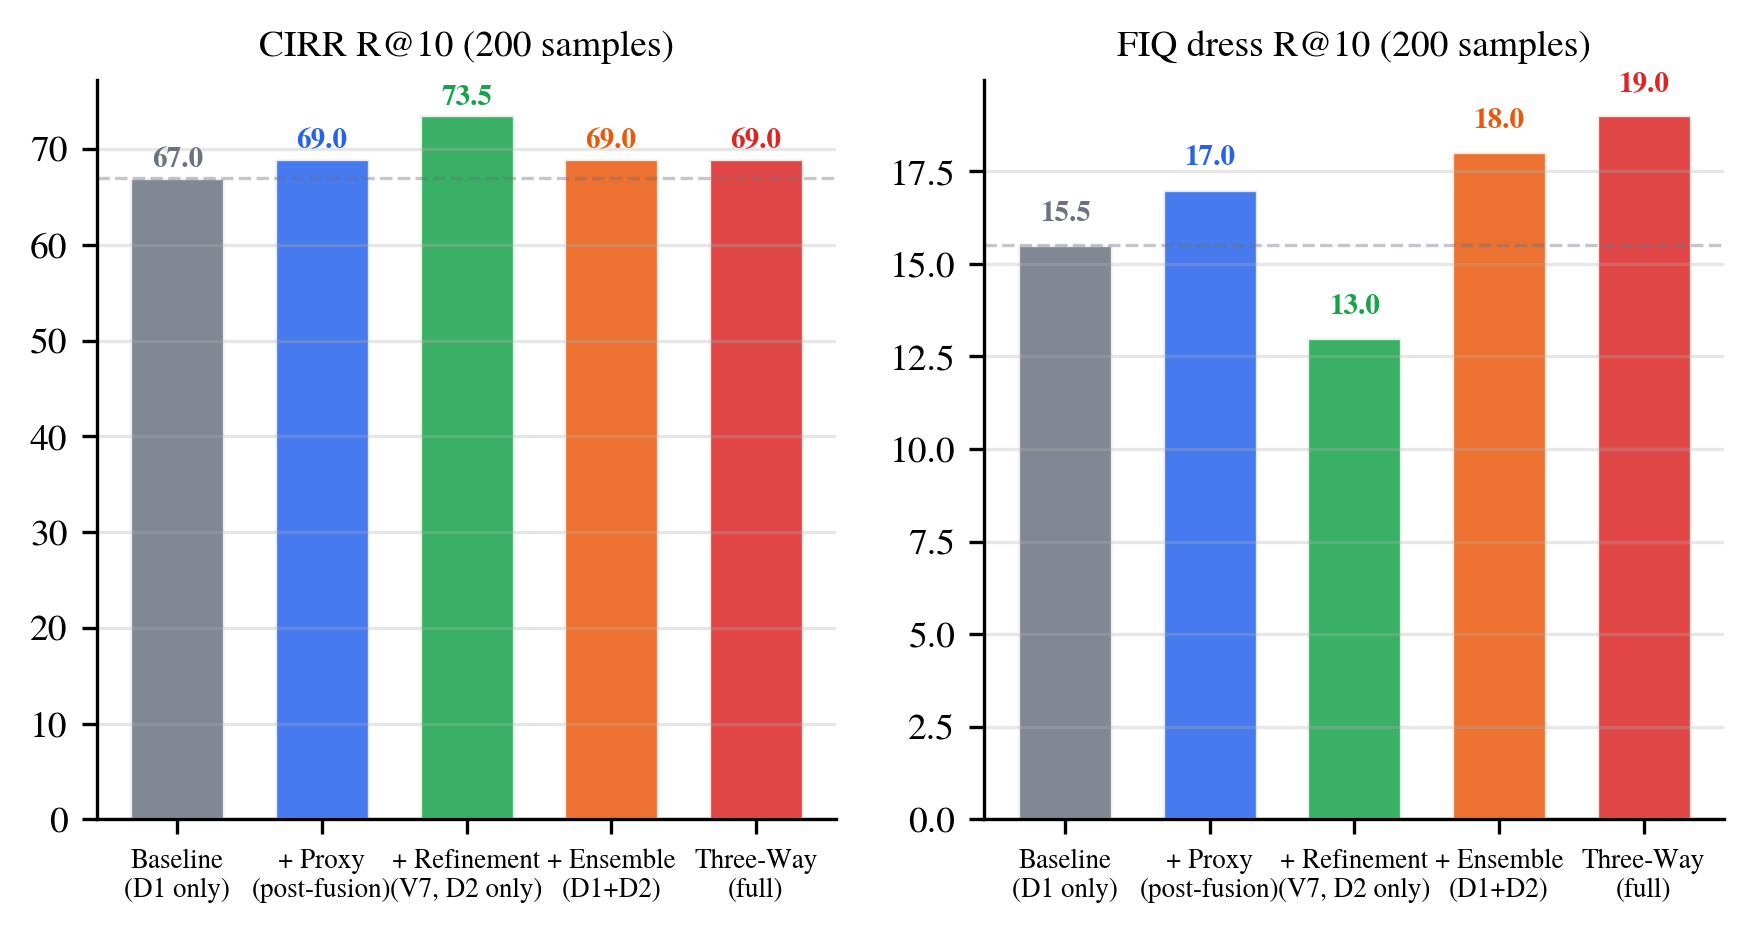 CIRR R@10 (200 samples)
70
60
50
40
30
20
10
0
67.0
69.0
73.5
69.0
69.0
Baseline
(D1 only)
+ Proxy
(post-fusion)
+ Refinement
(V7, D2 only)
+ Ensemble
(D1+D2)
Three-Way
(full)
FIQ dress R@10 (200 samples)
17.5
15.0
12.5
10.0
7.5
5.0
2.5
0.0
15.5
17.0
13.0
18.0
19.0
Baseline
(D1 only)
+ Proxy
(post-fusion)
+ Refinement
(V7, D2 only)
+ Ensemble
(D1+D2)
Three-Way
(full)